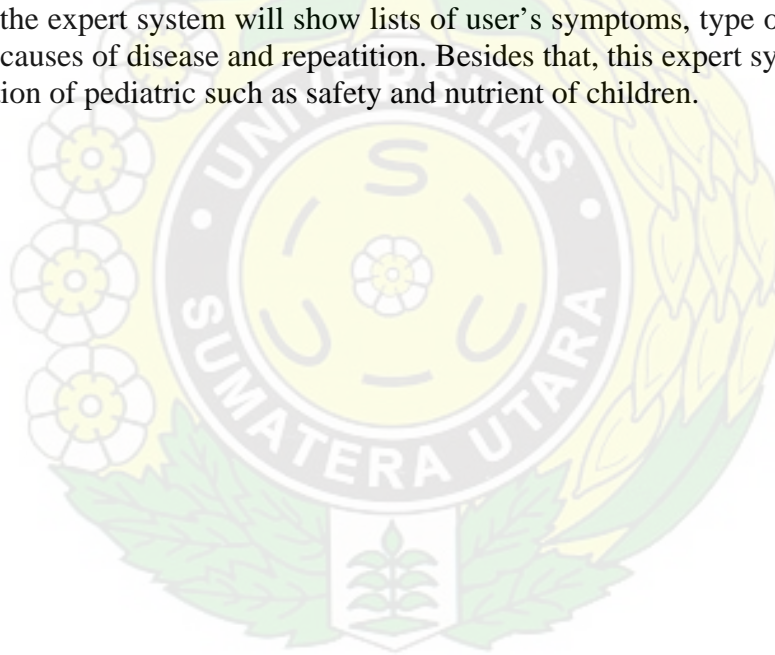 the expert system will show lists of user’s symptoms, type o
causes of disease and repeatition. Besides that, this expert sy
ion of pediatric such as safety and nutrient of children.
UNIVERSITAS
SUMATERA UTARA